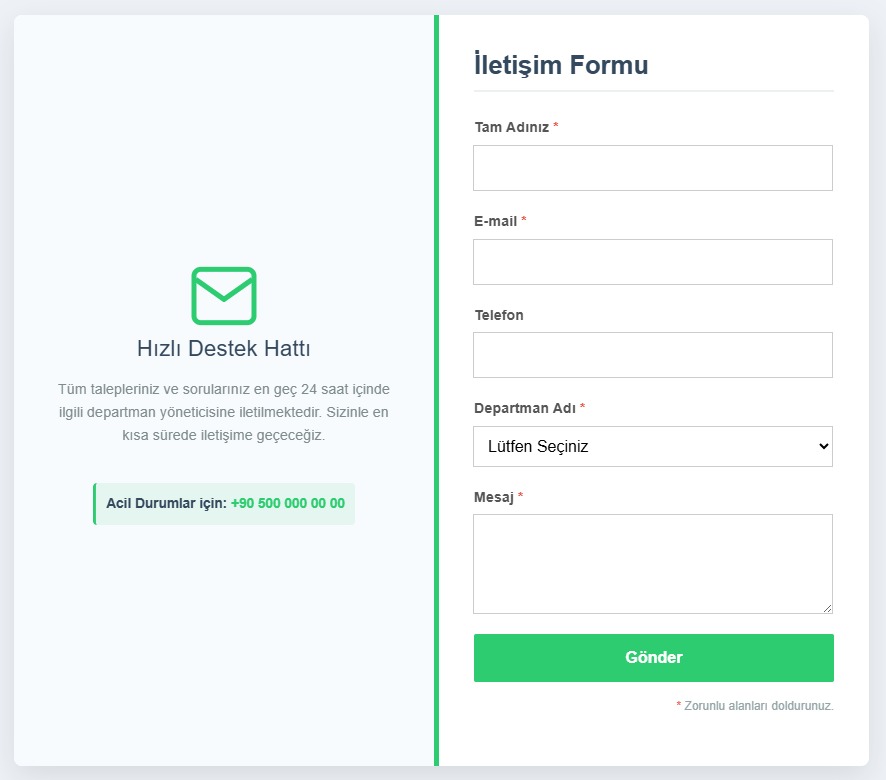 Hızlı Destek Hattı
Tüm talepleriniz ve sorularınız en geç 24 saat içinde
ilgili departman yöneticisine iletilmektedir. Sizinle en
kısa sürede iletişime geçeceğiz.
Acil Durumlar için: +90 500 000 00 00
İletişim Formu
Tam Adınız *
E-mail *
Telefon
Departman Adı *
Lütfen Seçiniz
Mesaj *
Gönder
* Zorunlu alanları doldurunuz.